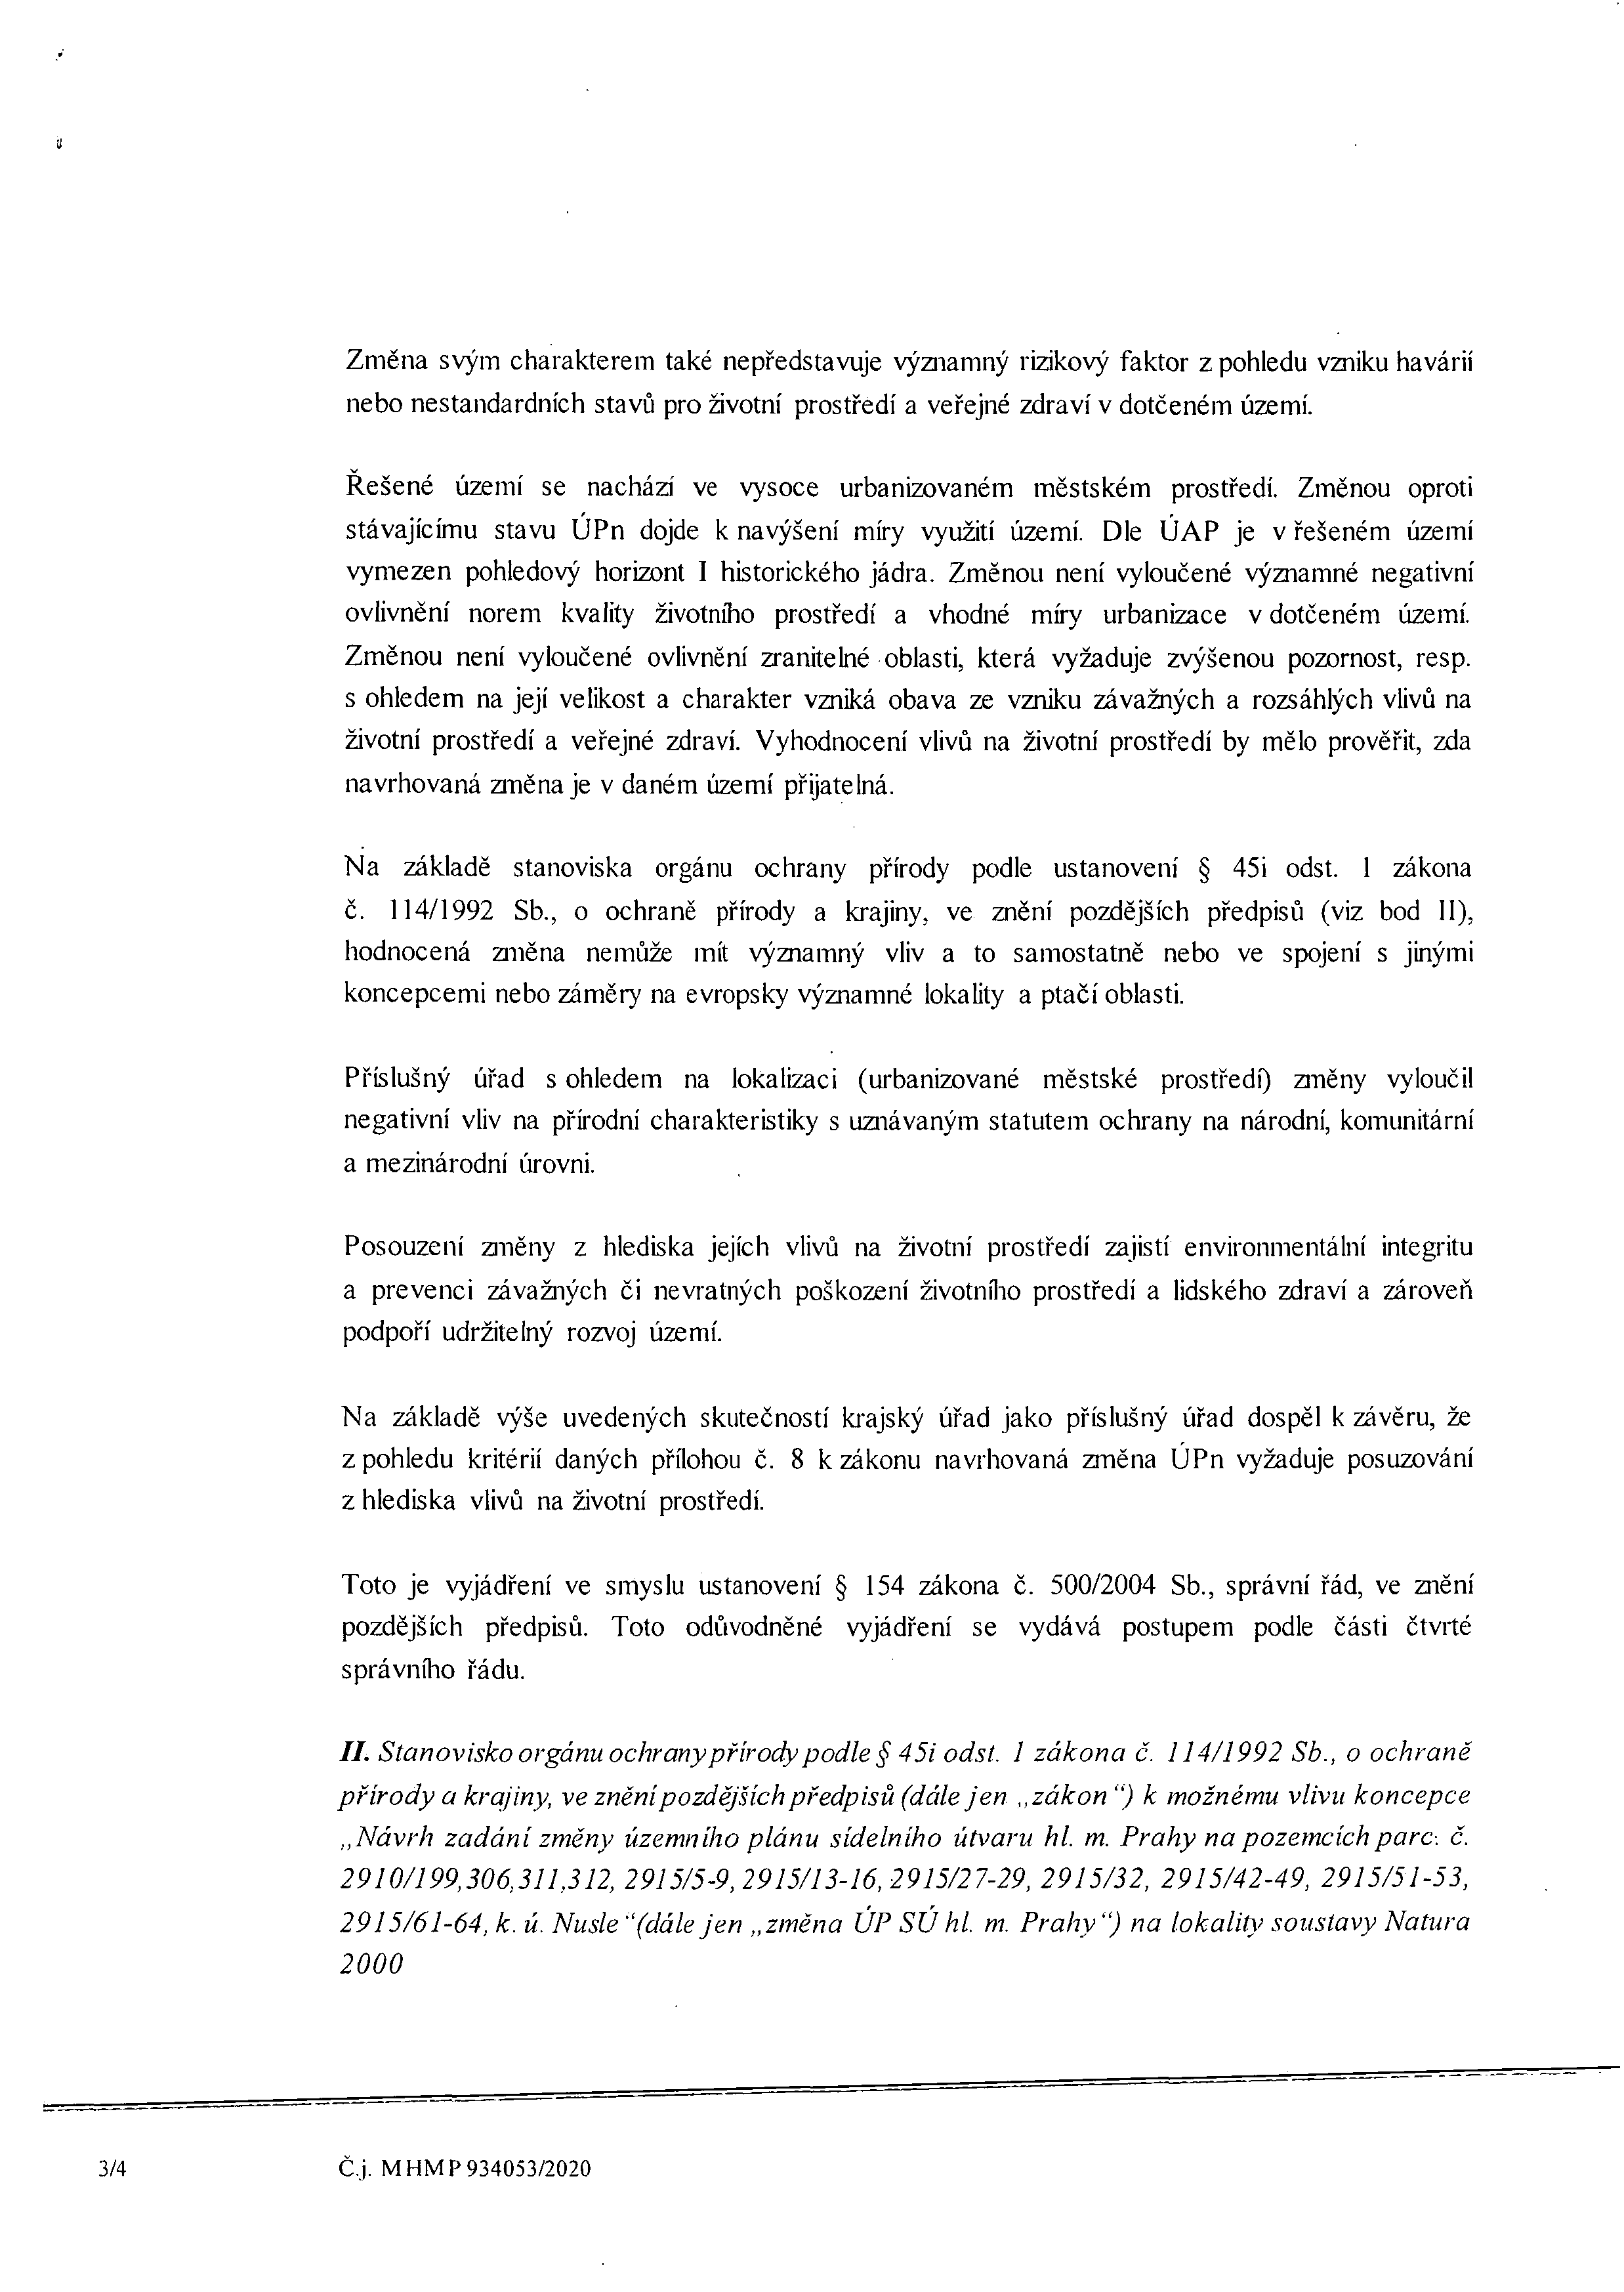 Změna svým charakterem také nepředstavuje významný rizikový faktor z pohledu vzniku havárií
nebo nestandardních stavů pro životní prostředí a veřejné zdraví v dotčeném území.
Řešené území se nachází ve vysoce urbanizovaném městském prostředí. Změnou oproti
stávajícímu stavu ÚPn dojde k navýšení míry využití území. Dle ÚAP je v řešeném území
vymezen pohledový horizont I historického jádra. Změnou není vyloučené významné negativní
ovlivnění norem kvality životního prostředí a vhodné míry urbanizace v dotčeném území.
Změnou není vyloučené ovlivnění zranitelné oblasti, která vyžaduje zvýšenou pozornost, resp.
s ohledem na její velikost a charakter vzniká obava ze vzniku závažných a rozsáhlých vlivů na
životní prostředí a veřejné zdraví. Vyhodnocení vlivů na životní prostředí by mělo prověřit, zda
navrhovaná změna je v daném území přijatelná.
Na základě stanoviska orgánu ochrany přírody podle ustanovení § 45i odst. 1 zákona
č. 114/1992 Sb., o ochraně přírody a krajiny, ve znění pozdějších předpisů (viz bod II),
hodnocená změna nemůže mít významný vliv a to samostatně nebo ve spojení s jinými
koncepcemi nebo záměry na evropsky významné lokality a ptačí oblasti.
Příslušný úřad s ohledem na lokalizaci (urbanizované městské prostředí) změny vyloučil
negativní vliv na přírodní charakteristiky s uznávaným statutem ochrany na národní, komunitární
a mezinárodní úrovni.
Posouzení změny z hlediska jejích vlivů na životní prostředí zajistí environmentální integritu
a prevenci závažných či nevratných poškození životního prostředí a lidského zdraví a zároveň
podpoří udržitelný rozvoj území.
Na základě výše uvedených skutečností krajský úřad jako příslušný úřad dospěl k závěru, že
z pohledu kritérií daných přílohou č. 8 k zákonu navrhovaná změna ÚPn vyžaduje posuzování
z hlediska vlivů na životní prostředí.
Toto je vyjádření ve smyslu ustanovení § 154 zákona č. 500/2004 Sb., správní řád, ve znění
pozdějších předpisů. Toto odůvodněné vyjádření se vydává postupem podle části čtvrté
správního řádu.
II. Stanovisko orgánu ochrany přírody podle § 45i odst. 1 zákona č. 114/1992 Sb., o ochraně
přírody a krajiny, ve znění pozdějších předpisů (dále jen „zákon“) k možnému vlivu koncepce
„Návrh zadání změny územního plánu sídelního útvaru hl. m. Prahy na pozemcích parc. č.
2910/199,306,311,312, 2915/5-9, 2915/13-16, 2915/27-29, 2915/32, 2915/42-49, 2915/51-53,
2915/61-64, k. ú. Nusle“(dále jen „změna ÚP SÚ hl. m. Prahy“) na lokality soustavy Natura
2000
3/4 Č.j. MHMP 934053/2020